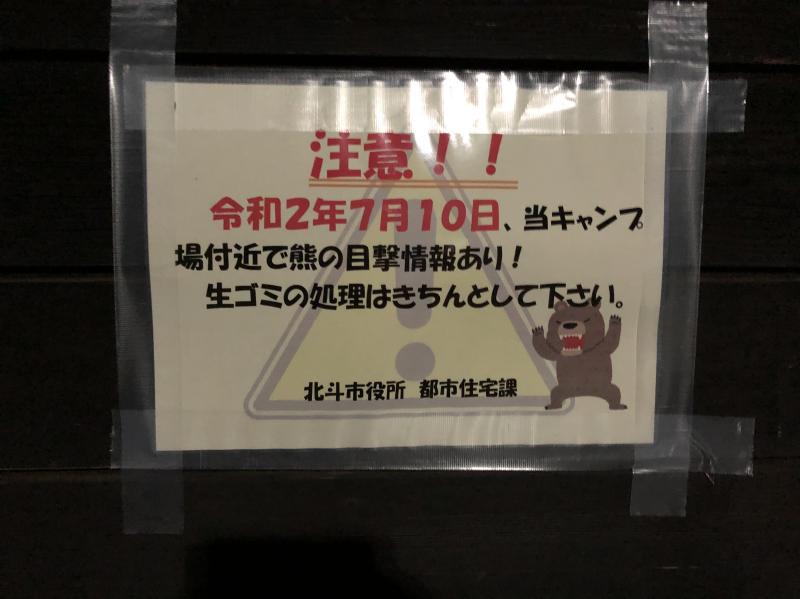 注意！！
令和2年7月10日、当キャンプ
場付近で熊の目撃情報あり！
生ゴミの処理はきちんとして下さい。
北斗市役所 都市住宅課